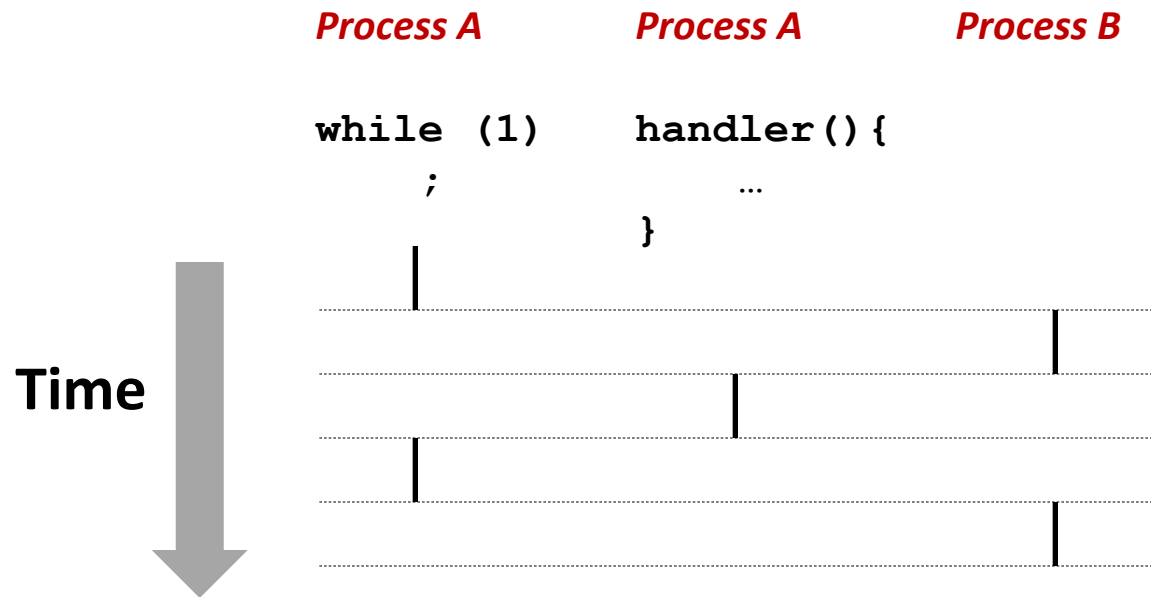 Process A Process A Process B
while (1) handler(){
; …
}
Time